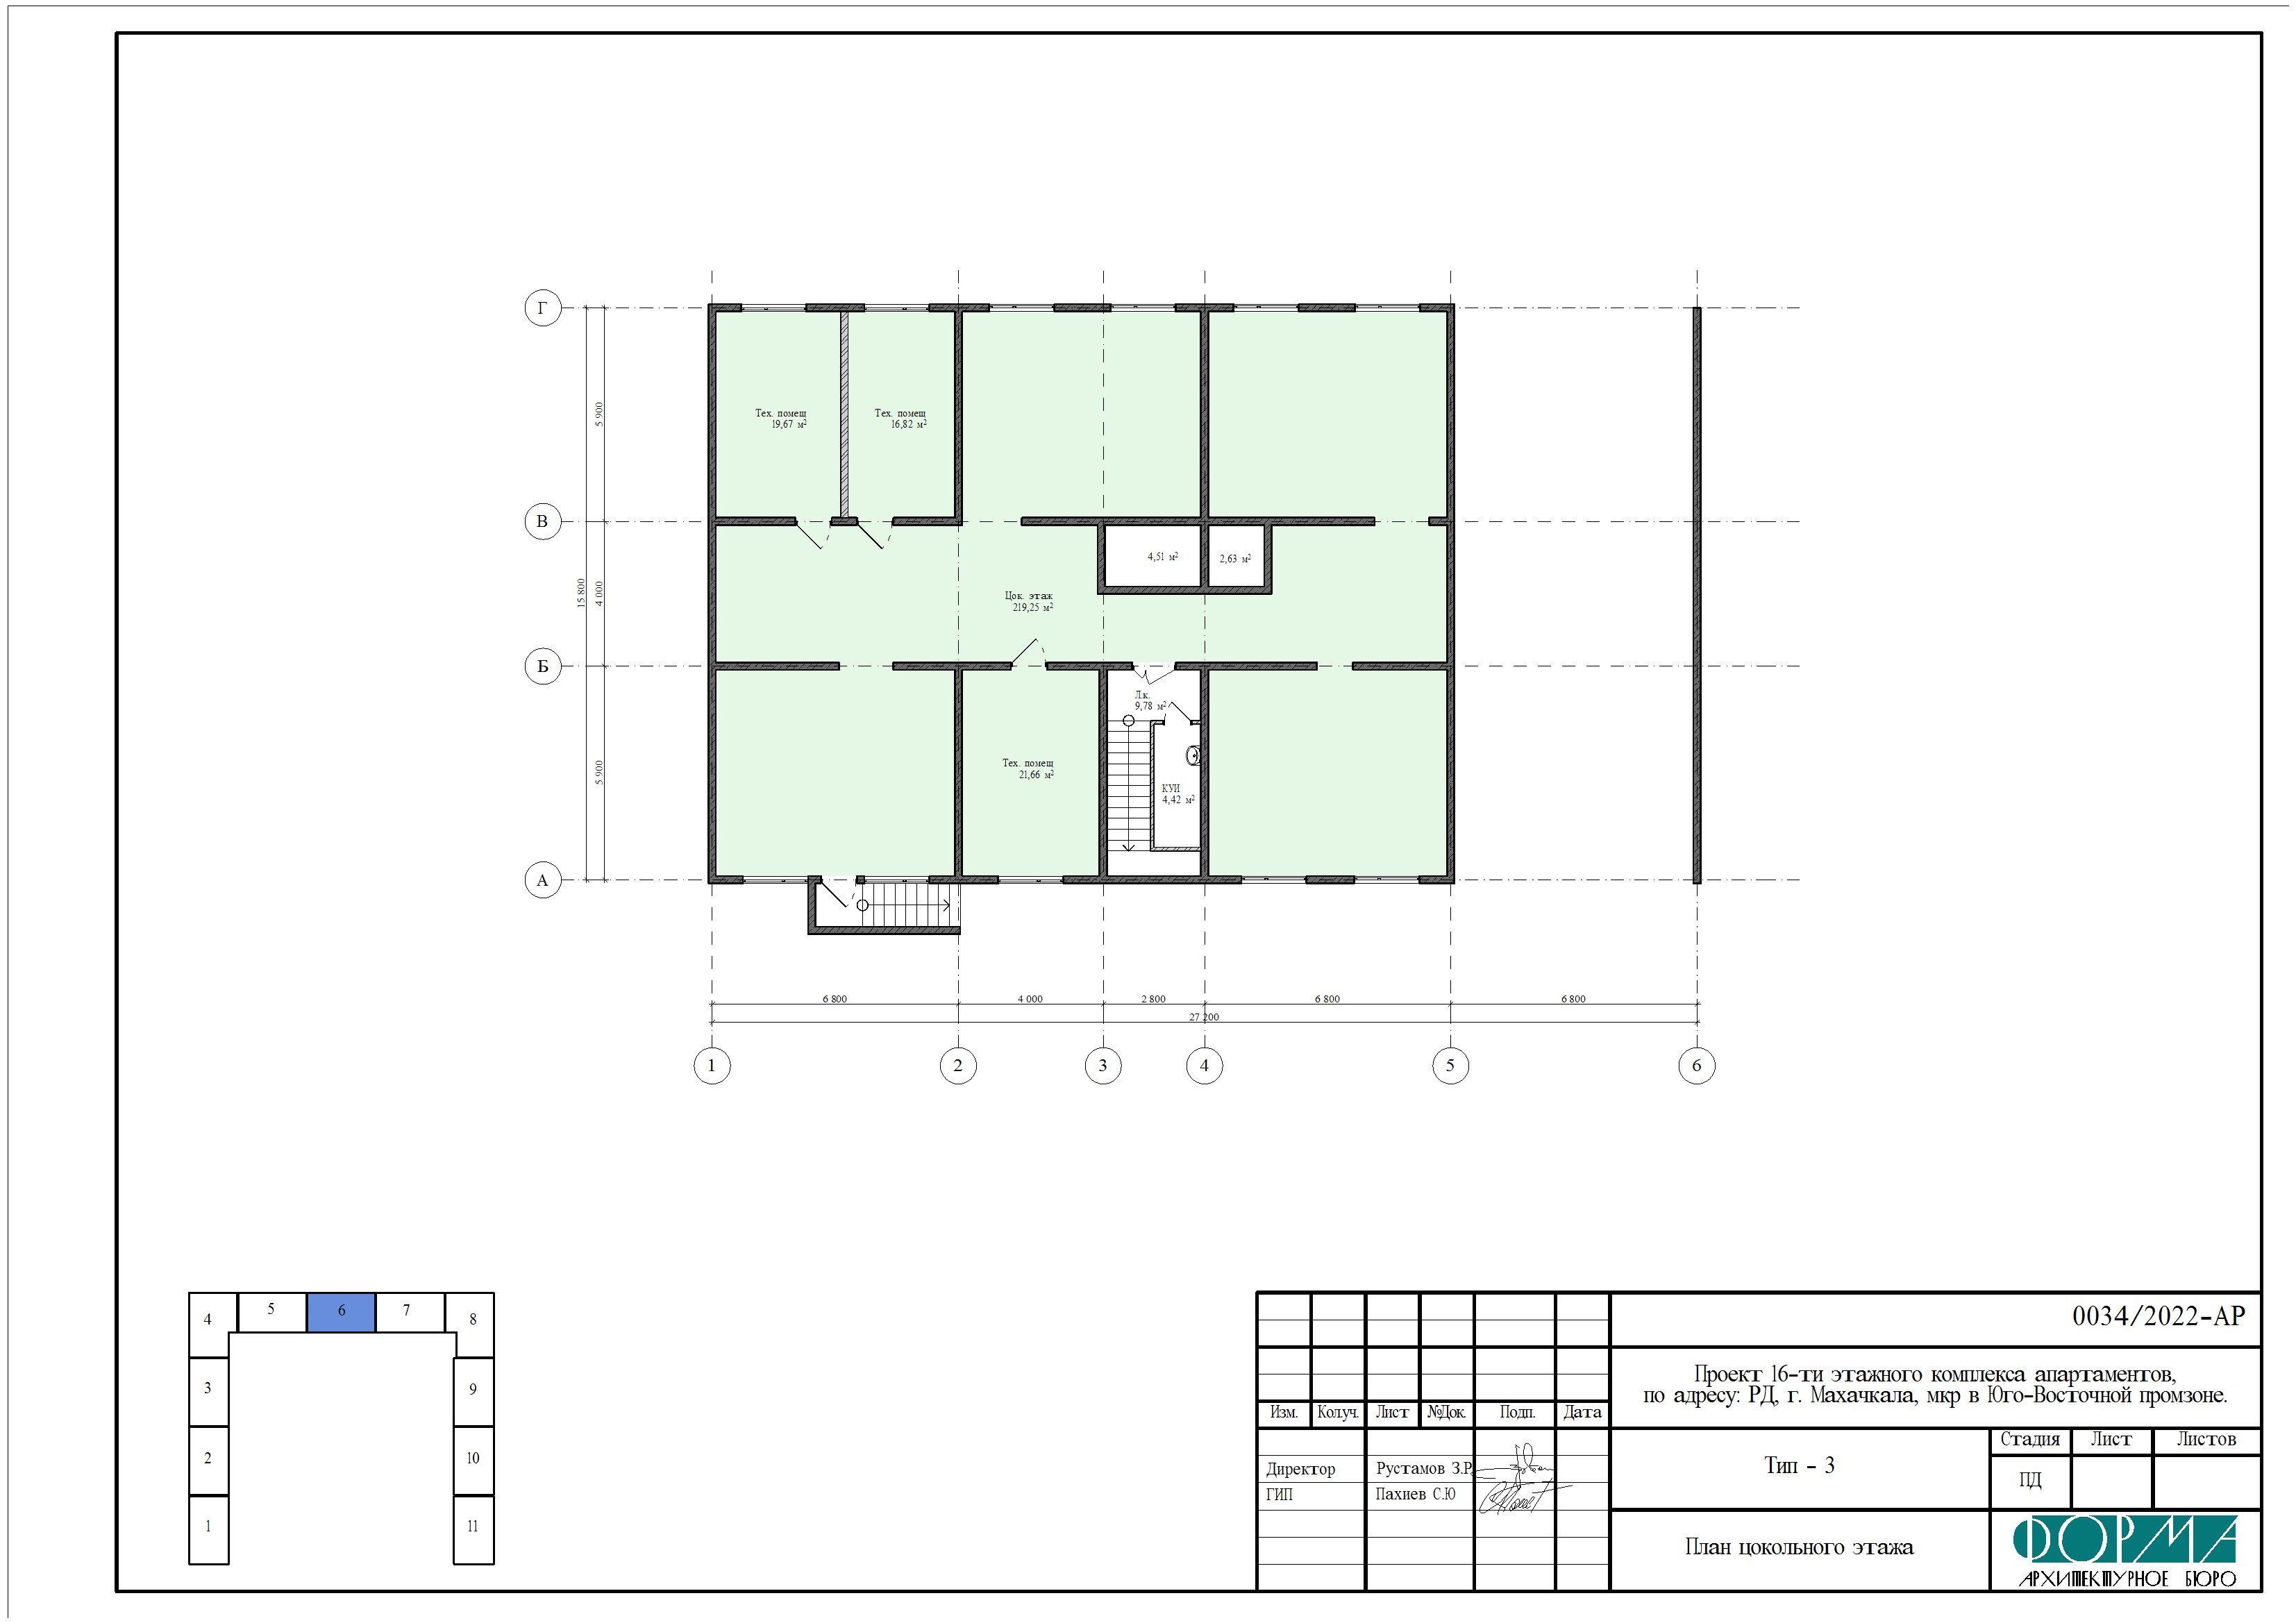 Г
В
Б
А
5 900
4 000
5 900
15 800
Тех. помещ
19,67 м²
Тех. помещ
16,82 м²
4,51 м²
2,63 м²
Цок. этаж
219,25 м²
Л.к.
9,78 м²
Тех. помещ
21,66 м²
КУИ
4,42 м²
6 800
4 000
2 800
6 800
6 800
27 200
1
2
3
4
5
6
4
5
6
7
8
3
9
2
10
1
11
0034/2022-АР
Проект 16-ти этажного комплекса апартаментов,
по адресу: РД, г. Махачкала, мкр в Юго-Восточной промзоне.
Изм. Кол.уч. Лист №Док. Подп. Дата
Директор Рустамов З.Р.
ГИП Пахиев С.Ю
Тип - 3
Стадия Лист Листов
ПД
План цокольного этажа
ФОРМА
АРХИТЕКТУРНОЕ БЮРО